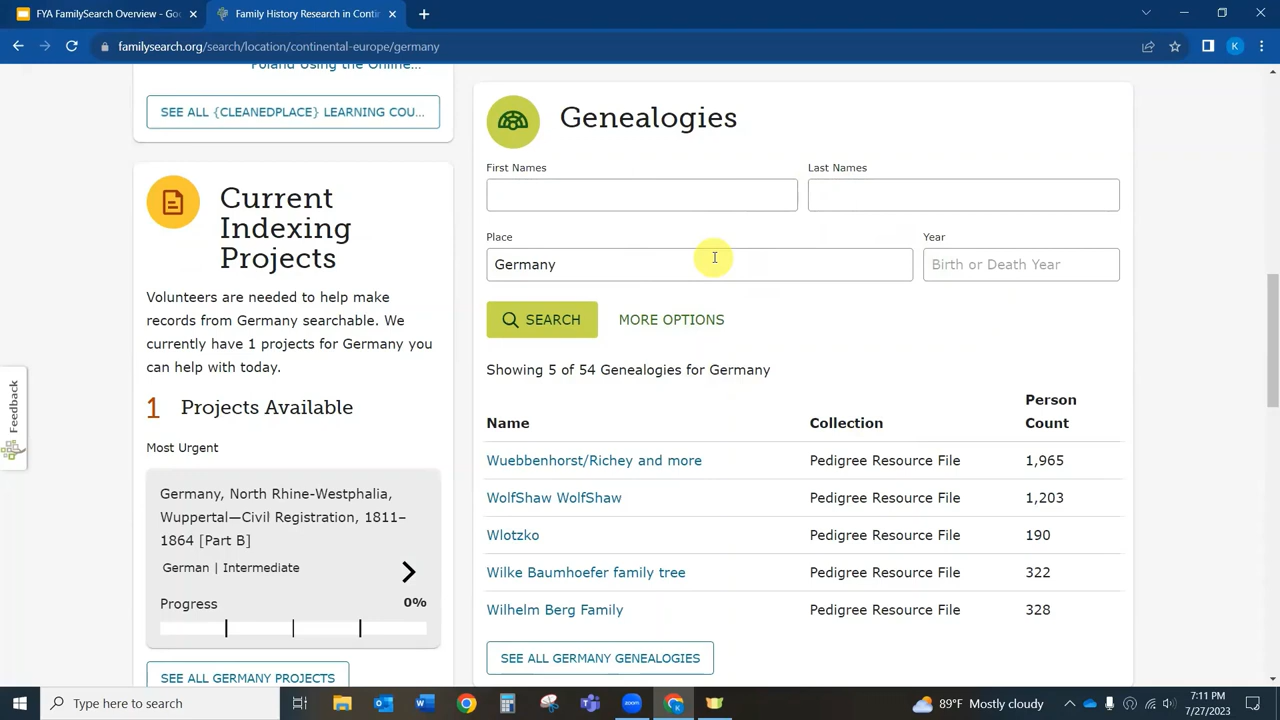 FYA FamilySearch Overview - Goo
Family History Research in Conti
familysearch.org/search/location/continental-europe/germany
K
Poland Using the Online...
SEE ALL {CLEANEDPLACE} LEARNING COU...
Current
Indexing
Projects
Volunteers are needed to help make
records from Germany searchable. We
currently have 1 projects for Germany you
can help with today.
1 Projects Available
Most Urgent
Germany, North Rhine-Westphalia,
Wuppertal—Civil Registration, 1811–
1864 [Part B]
German | Intermediate
Progress 0%
SEE ALL GERMANY PROJECTS
Feedback
Genealogies
First Names Last Names
Place Year
Germany Birth or Death Year
SEARCH MORE OPTIONS
Showing 5 of 54 Genealogies for Germany
Name Collection Person Count
Wuebbenhorst/Richey and more Pedigree Resource File 1,965
WolfShaw WolfShaw Pedigree Resource File 1,203
Wlotzko Pedigree Resource File 190
Wilke Baumhoefer family tree Pedigree Resource File 322
Wilhelm Berg Family Pedigree Resource File 328
SEE ALL GERMANY GENEALOGIES
Type here to search
zoom
89°F Mostly cloudy
7:11 PM
7/27/2023